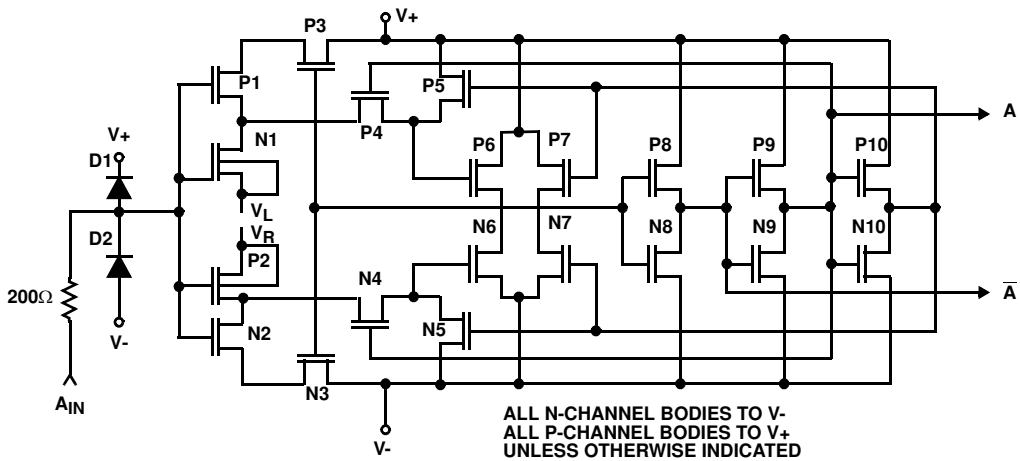 P3
V+
P1
P5
P4
A
N1
V+
D1
P6
P7
P8
P9
P10
VL
VR
N6
N7
N8
N9
N10
D2
P2
N4
A
200Ω
N2
N5
V-
AIN
N3
V-
ALL N-CHANNEL BODIES TO V-
ALL P-CHANNEL BODIES TO V+
UNLESS OTHERWISE INDICATED